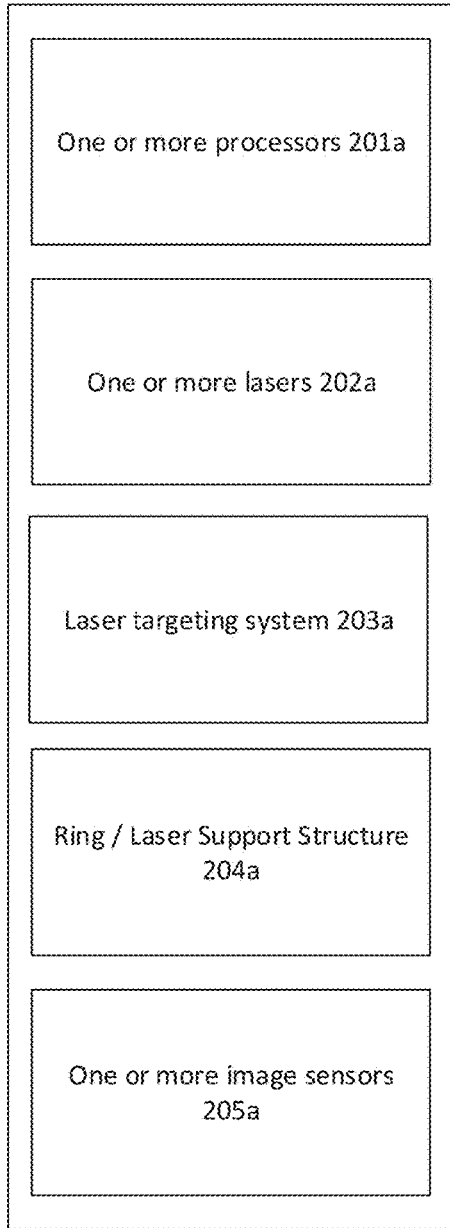 One or more processors 201a
One or more lasers 202a
Laser targeting system 203a
Ring / Laser Support Structure
204a
One or more image sensors
205a